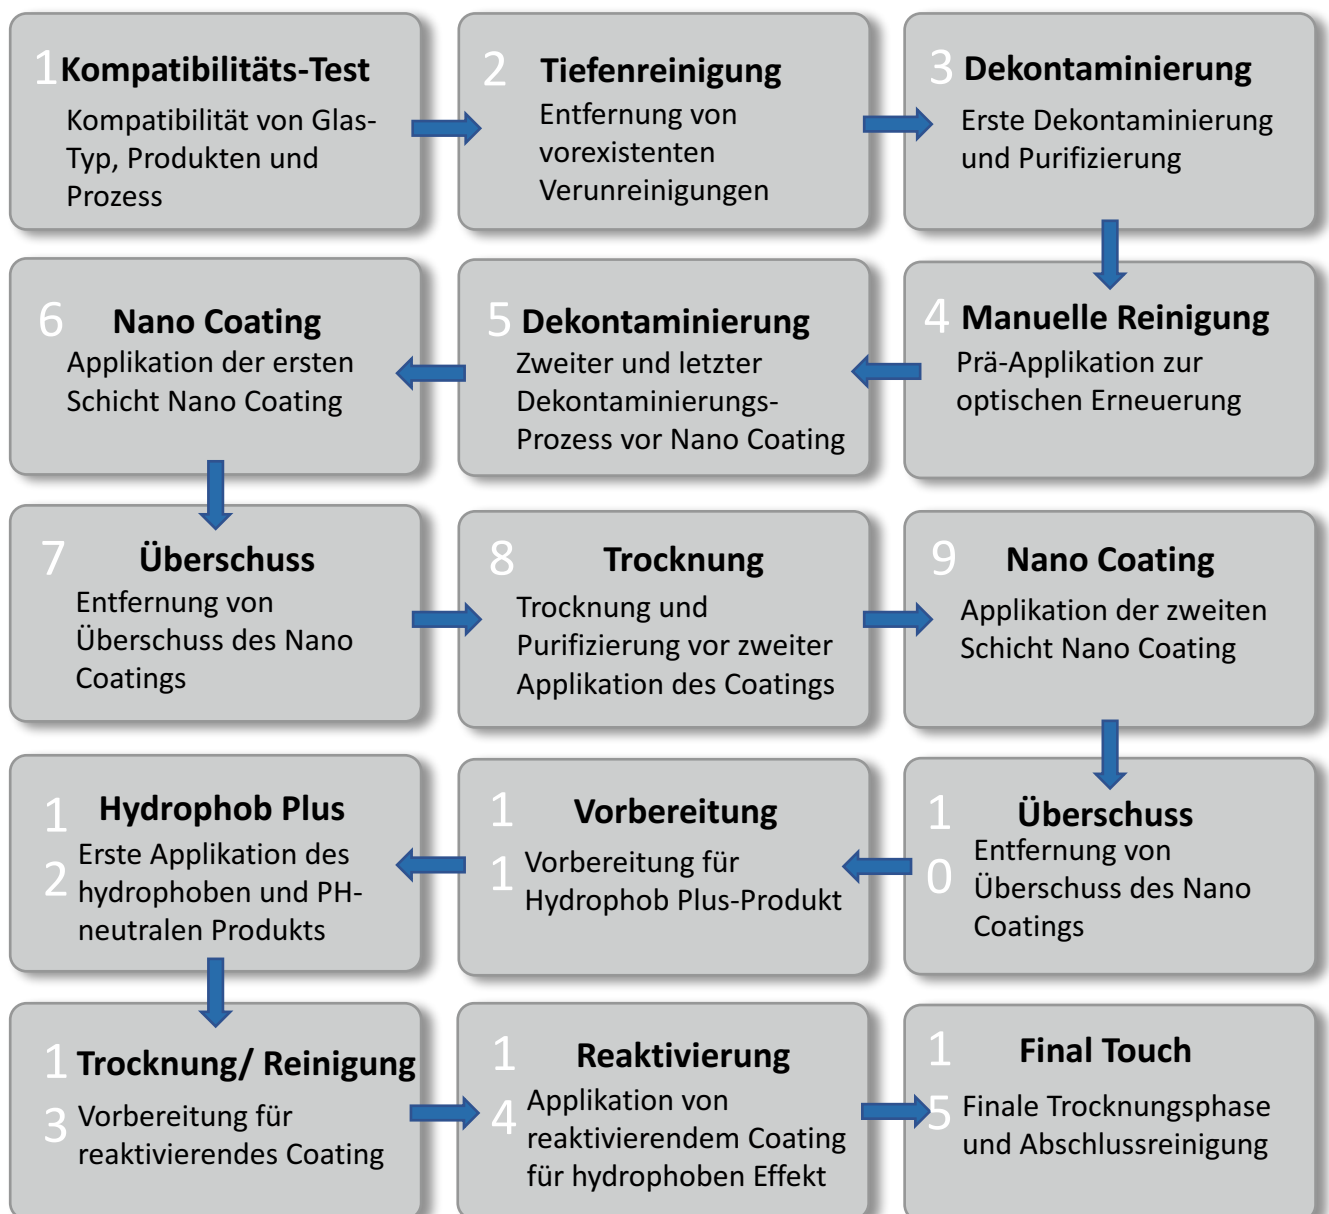 1 Kompatibilitäts-Test
Kompatibilität von Glas-
Typ, Produkten und
Prozess
2 Tiefenreinigung
Entfernung von
vorexistenten
Verunreinigungen
3 Dekontaminierung
Erste Dekontaminierung
und Purifizierung
4 Manuelle Reinigung
Prä-Applikation zur
optischen Erneuerung
5 Dekontaminierung
Zweiter und letzter
Dekontaminierungs-
Prozess vor Nano Coating
6 Nano Coating
Applikation der ersten
Schicht Nano Coating
7 Überschuss
Entfernung von
Überschuss des Nano
Coatings
8 Trocknung
Trocknung und
Purifizierung vor zweiter
Applikation des Coatings
9 Nano Coating
Applikation der zweiten
Schicht Nano Coating
10 Überschuss
Entfernung von
Überschuss des Nano
Coatings
11 Vorbereitung
Vorbereitung für
Hydrophob Plus-Produkt
12 Hydrophob Plus
Erste Applikation des
hydrophoben und PH-
neutralen Produkts
13 Trocknung/ Reinigung
Vorbereitung für
reaktivierendes Coating
14 Reaktivierung
Applikation von
reaktivierendem Coating
für hydrophoben Effekt
15 Final Touch
Finale Trocknungsphase
und Abschlussreinigung